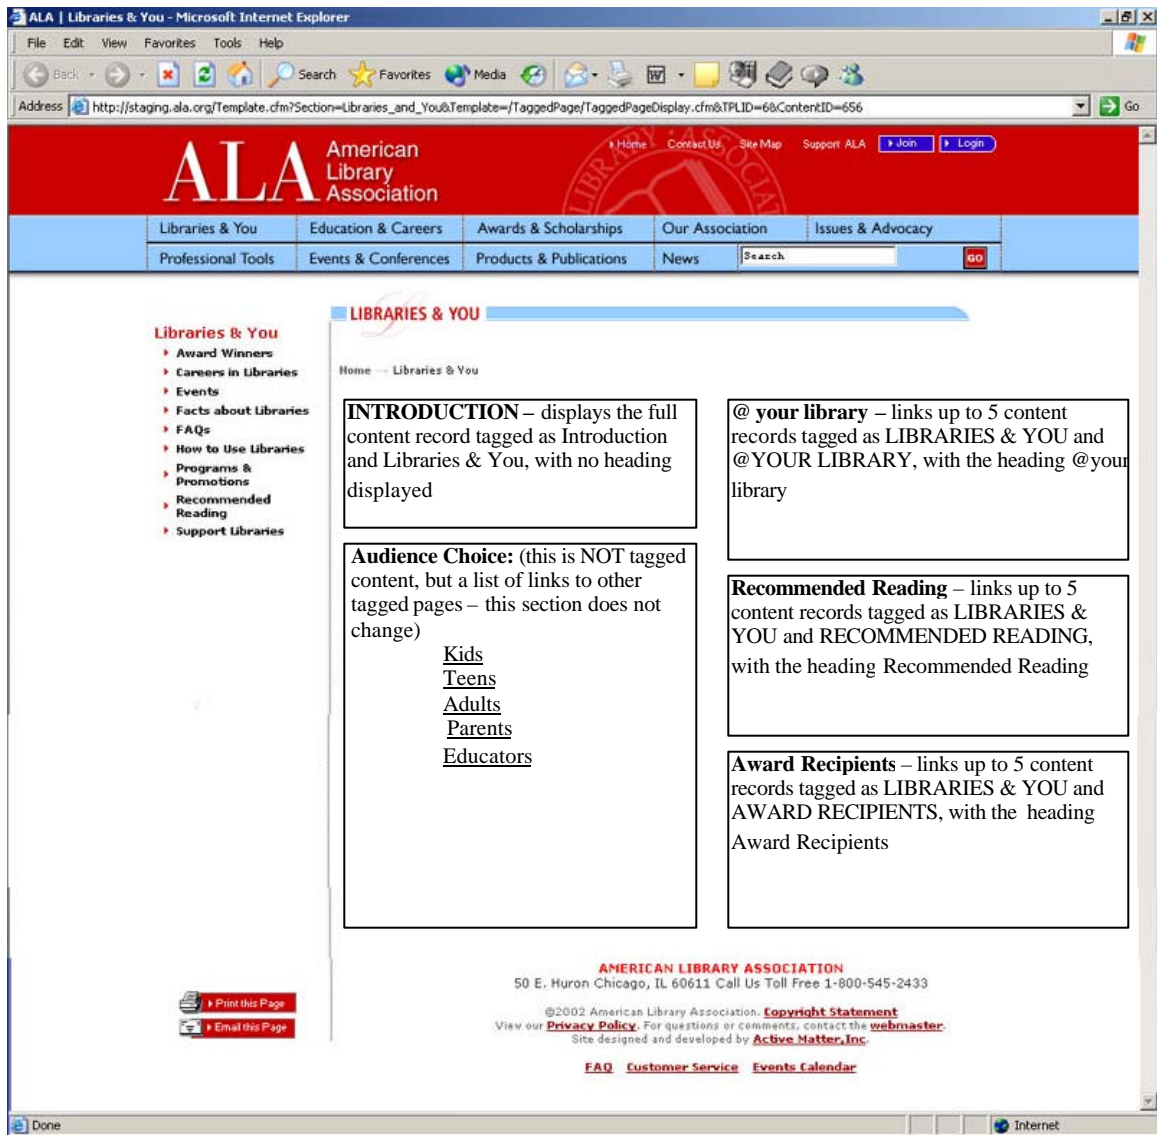 ALA | Libraries & You - Microsoft Internet Explorer
File Edit View Favorites Tools Help
Back Search Favorites Media
Address http://staging.ala.org/Template.cfm?Section=Libraries_and_You&Template=/TaggedPage/TaggedPageDisplay.cfm&TPLID=6&ContentID=656 Go
ALA American
Library
Association
Home Contact Us Site Map Support ALA Join Login
Libraries & You Education & Careers Awards & Scholarships Our Association Issues & Advocacy
Professional Tools Events & Conferences Products & Publications News Search GO
LIBRARIES & YOU
Libraries & You
Award Winners
Careers in Libraries
Events
Facts about Libraries
FAQs
How to Use Libraries
Programs &
Promotions
Recommended
Reading
Support Libraries
Home → Libraries & You
INTRODUCTION – displays the full
content record tagged as Introduction
and Libraries & You, with no heading
displayed
Audience Choice: (this is NOT tagged
content, but a list of links to other
tagged pages – this section does not
change)
Kids
Teens
Adults
Parents
Educators
@ your library – links up to 5 content
records tagged as LIBRARIES & YOU and
@YOUR LIBRARY, with the heading @your
library
Recommended Reading – links up to 5
content records tagged as LIBRARIES &
YOU and RECOMMENDED READING,
with the heading Recommended Reading
Award Recipients – links up to 5 content
records tagged as LIBRARIES & YOU and
AWARD RECIPIENTS, with the heading
Award Recipients
Print this Page
Email this Page
AMERICAN LIBRARY ASSOCIATION
50 E. Huron Chicago, IL 60611 Call Us Toll Free 1-800-545-2433
©2002 American Library Association. Copyright Statement
View our Privacy Policy. For questions or comments, contact the webmaster.
Site designed and developed by Active Matter, Inc.
FAQ Customer Service Events Calendar
Done Internet